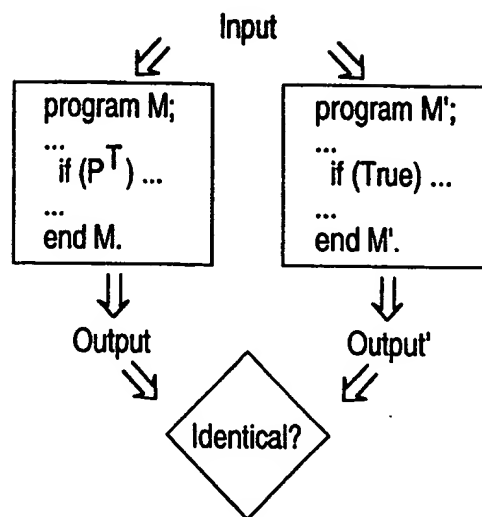 Input
program M;
...
if (P^T) ...
...
end M.
program M';
...
if (True) ...
...
end M'.
Output
Output'
Identical?